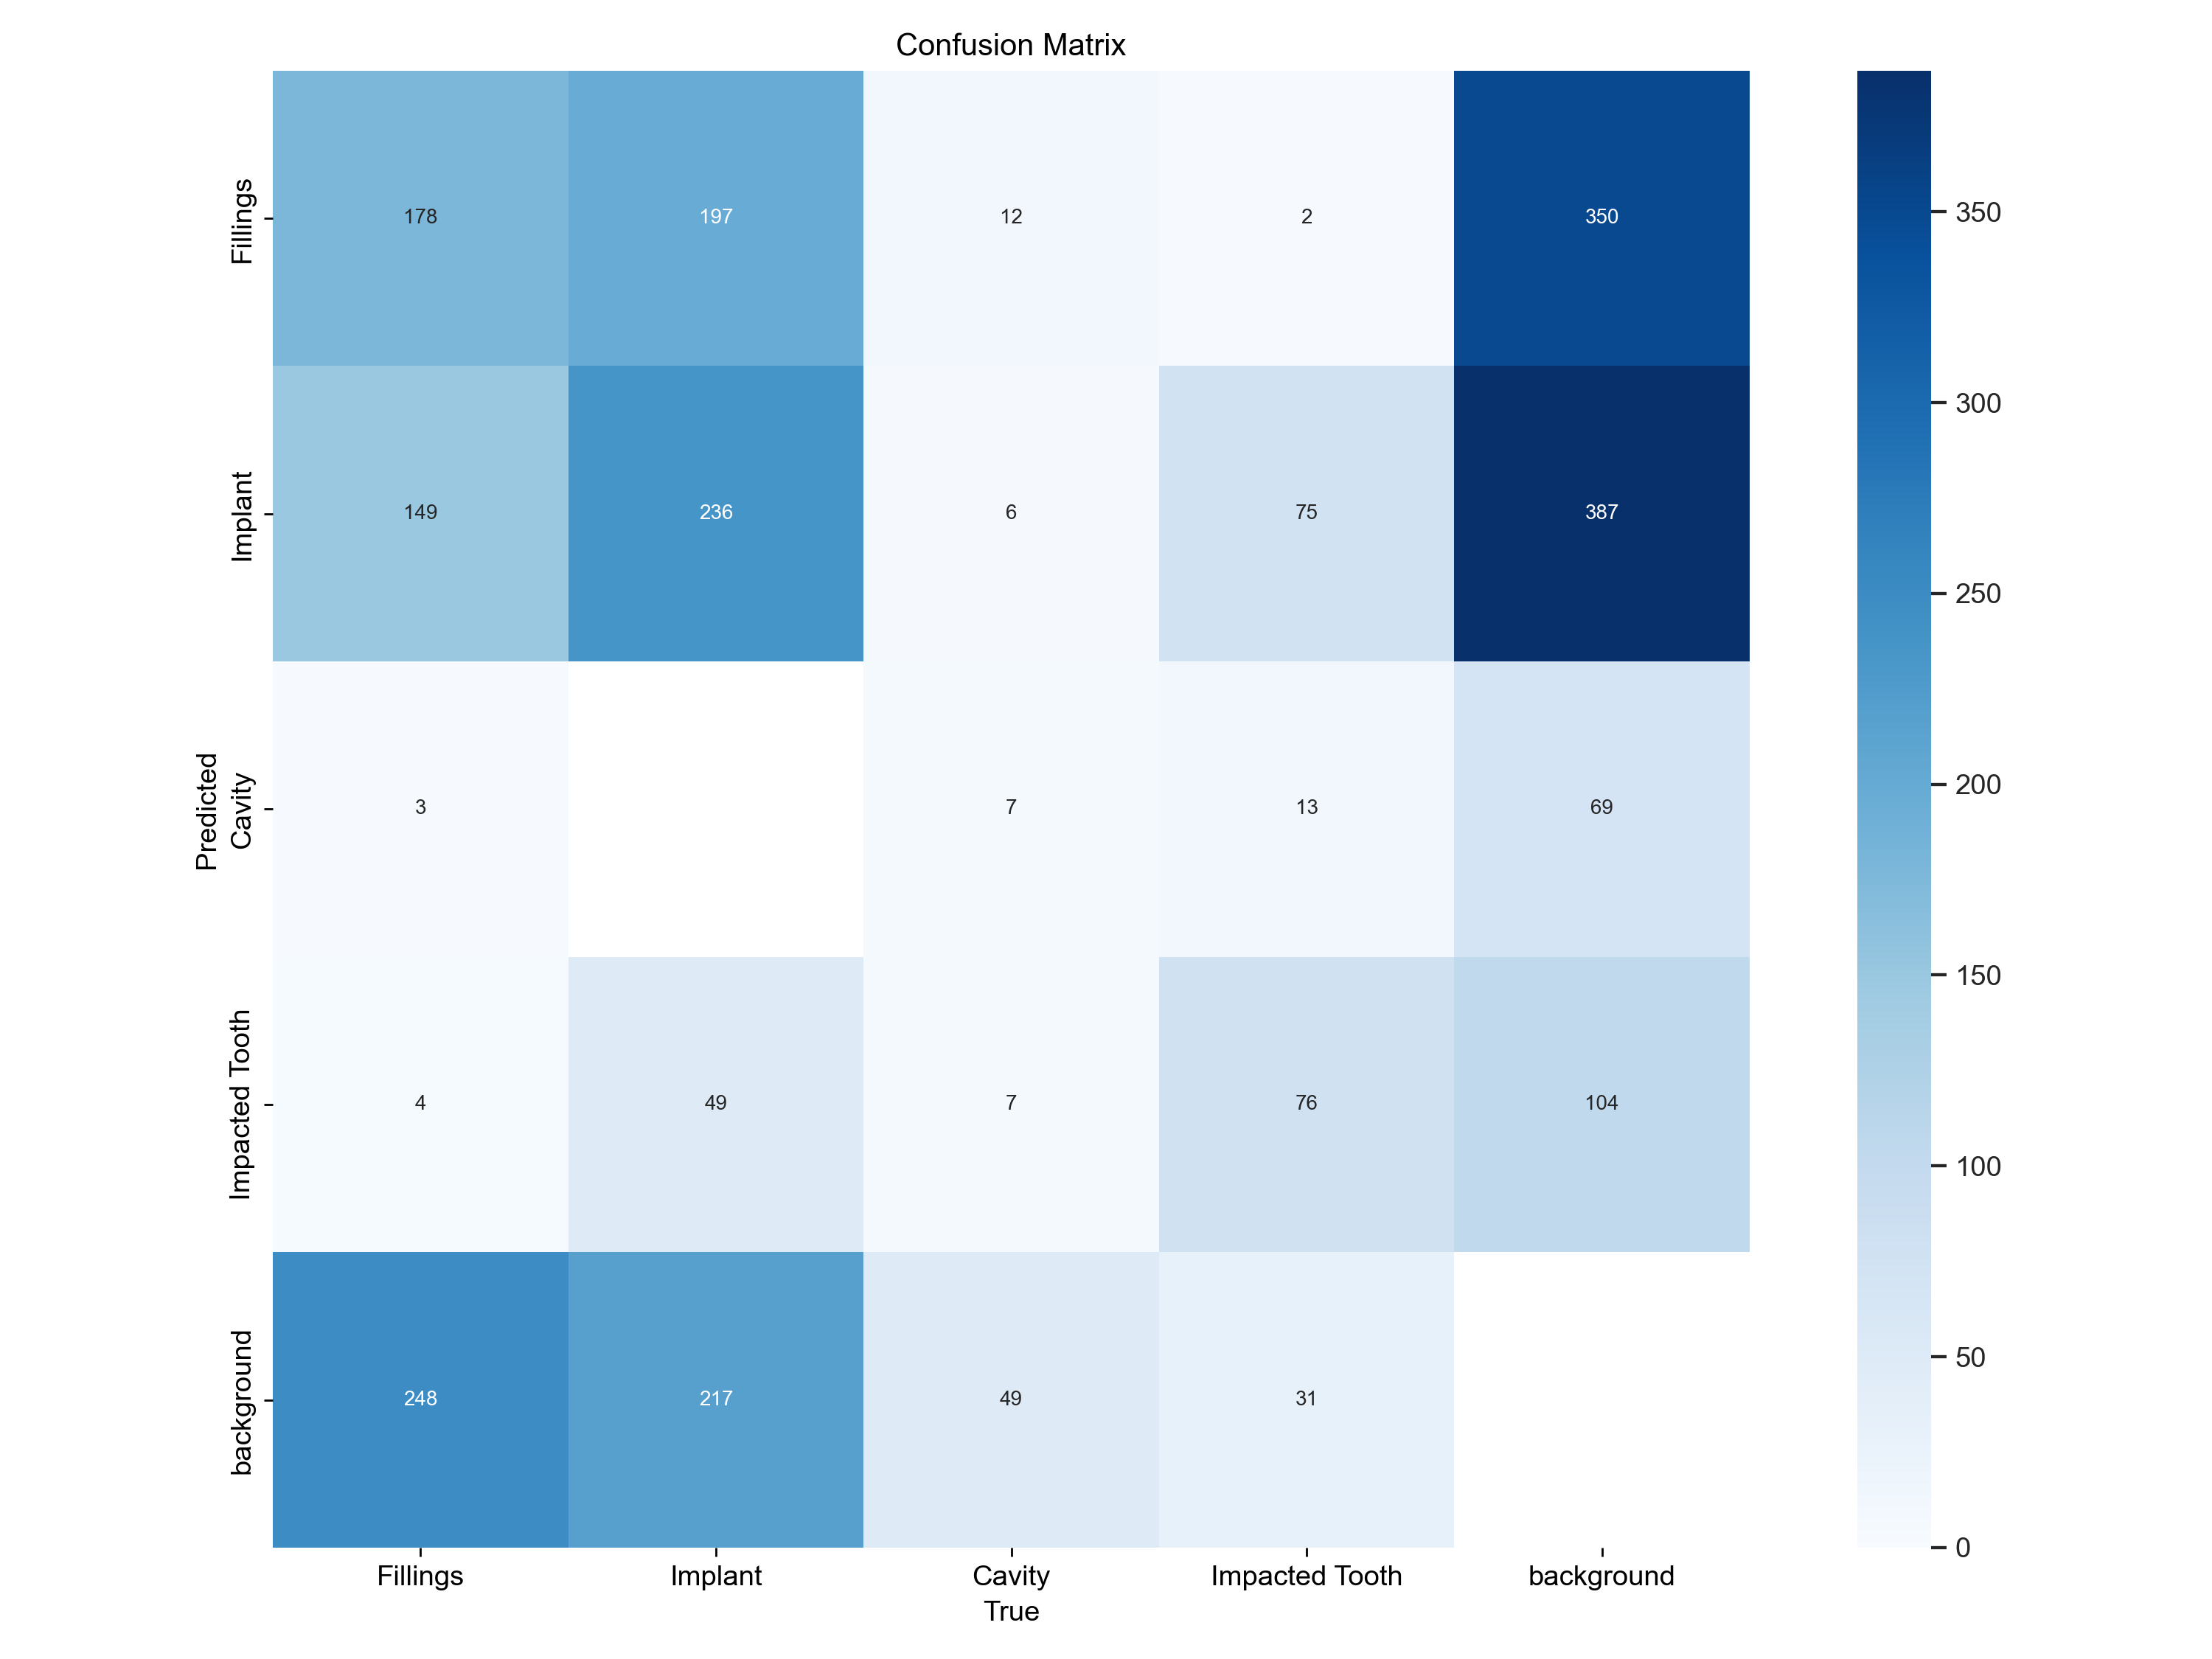 Confusion Matrix
Fillings
178 197 12 2 350
Implant
149 236 6 75 387
Predicted
Cavity
3 7 13 69
Impacted Tooth
4 49 7 76 104
background
248 217 49 31
Fillings Implant Cavity Impacted Tooth background
True
350
300
250
200
150
100
50
0